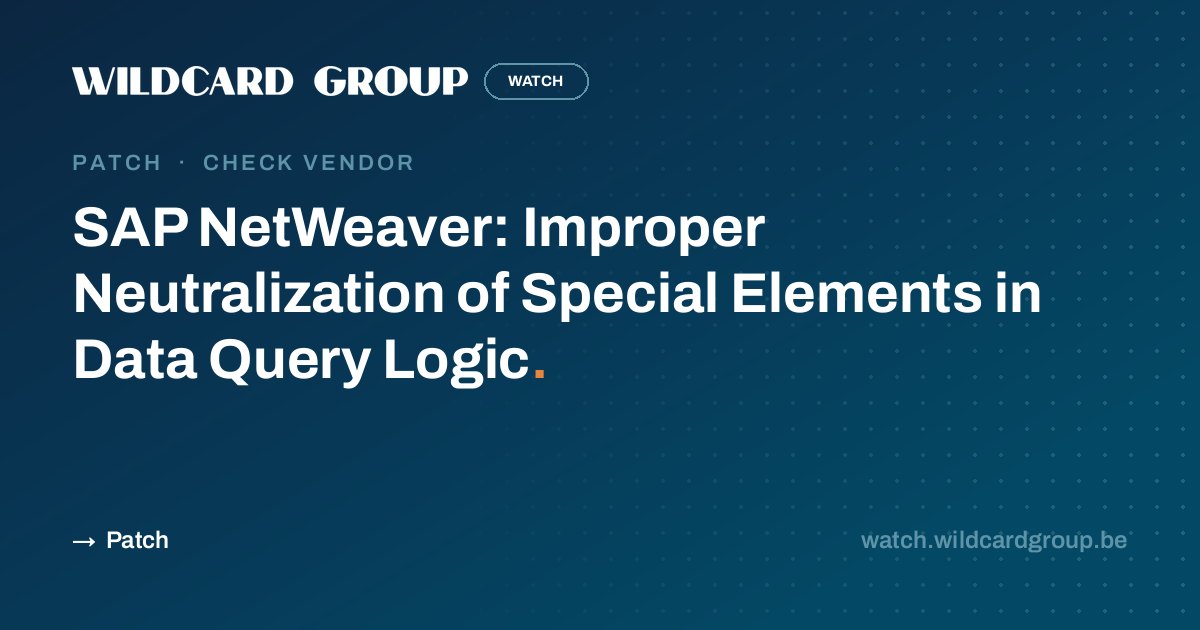 WILDCARD GROUP WATCH
PATCH · CHECK VENDOR
SAP NetWeaver: Improper
Neutralization of Special Elements in
Data Query Logic.
→ Patch
watch.wildcardgroup.be